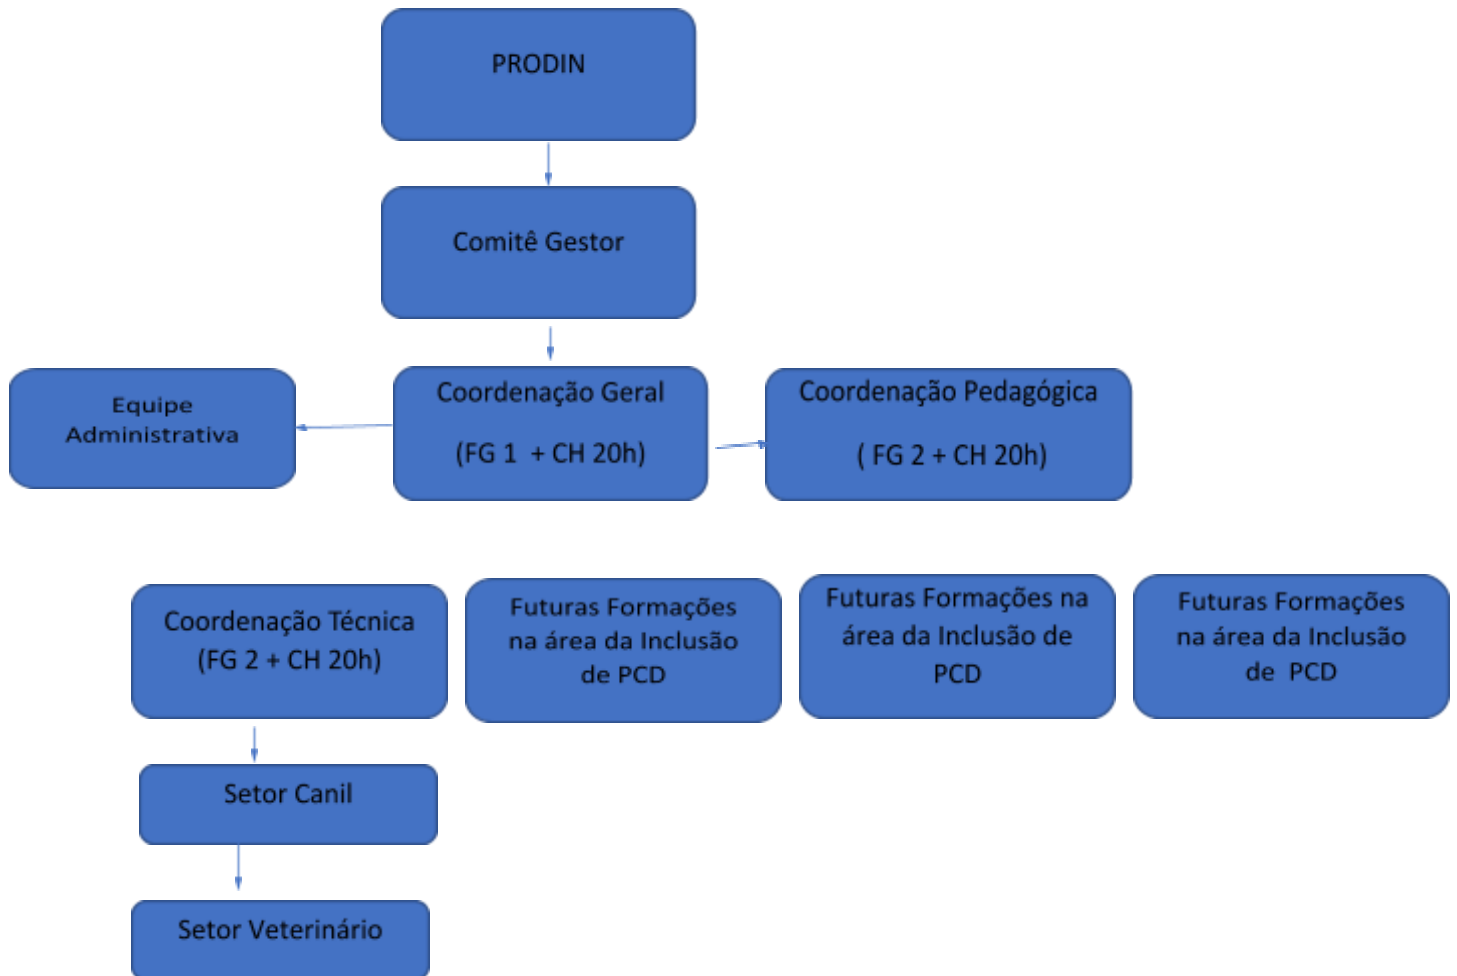 PRODIN
Comitê Gestor
Equipe
Administrativa
Coordenação Geral
(FG 1  + CH 20h)
Coordenação Pedagógica
( FG 2 + CH 20h)
Coordenação Técnica
(FG 2 + CH 20h)
Futuras Formações
na área da Inclusão
de PCD
Futuras Formações na
área da Inclusão de
PCD
Futuras Formações
na área da Inclusão
de  PCD
Setor Canil
Setor Veterinário